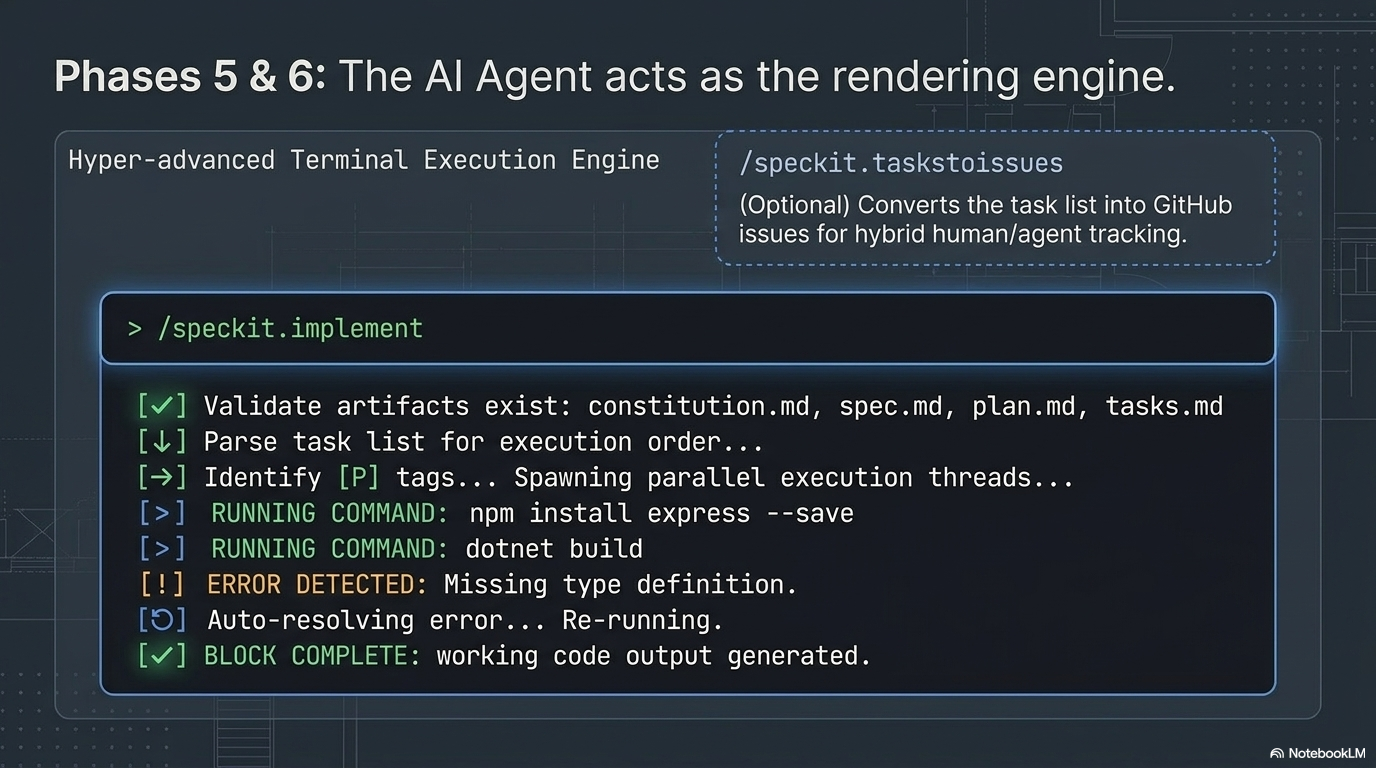 Phases 5 & 6: The AI Agent acts as the rendering engine.
Hyper-advanced Terminal Execution Engine
/speckit.taskstoissues
(Optional) Converts the task list into GitHub
issues for hybrid human/agent tracking.
> /speckit.implement
[✓] Validate artifacts exist: constitution.md, spec.md, plan.md, tasks.md
[↓] Parse task list for execution order...
[→] Identify [P] tags... Spawning parallel execution threads...
[>] RUNNING COMMAND: npm install express --save
[>] RUNNING COMMAND: dotnet build
[!] ERROR DETECTED: Missing type definition.
[↺] Auto-resolving error... Re-running.
[✓] BLOCK COMPLETE: working code output generated.
NotebookLM